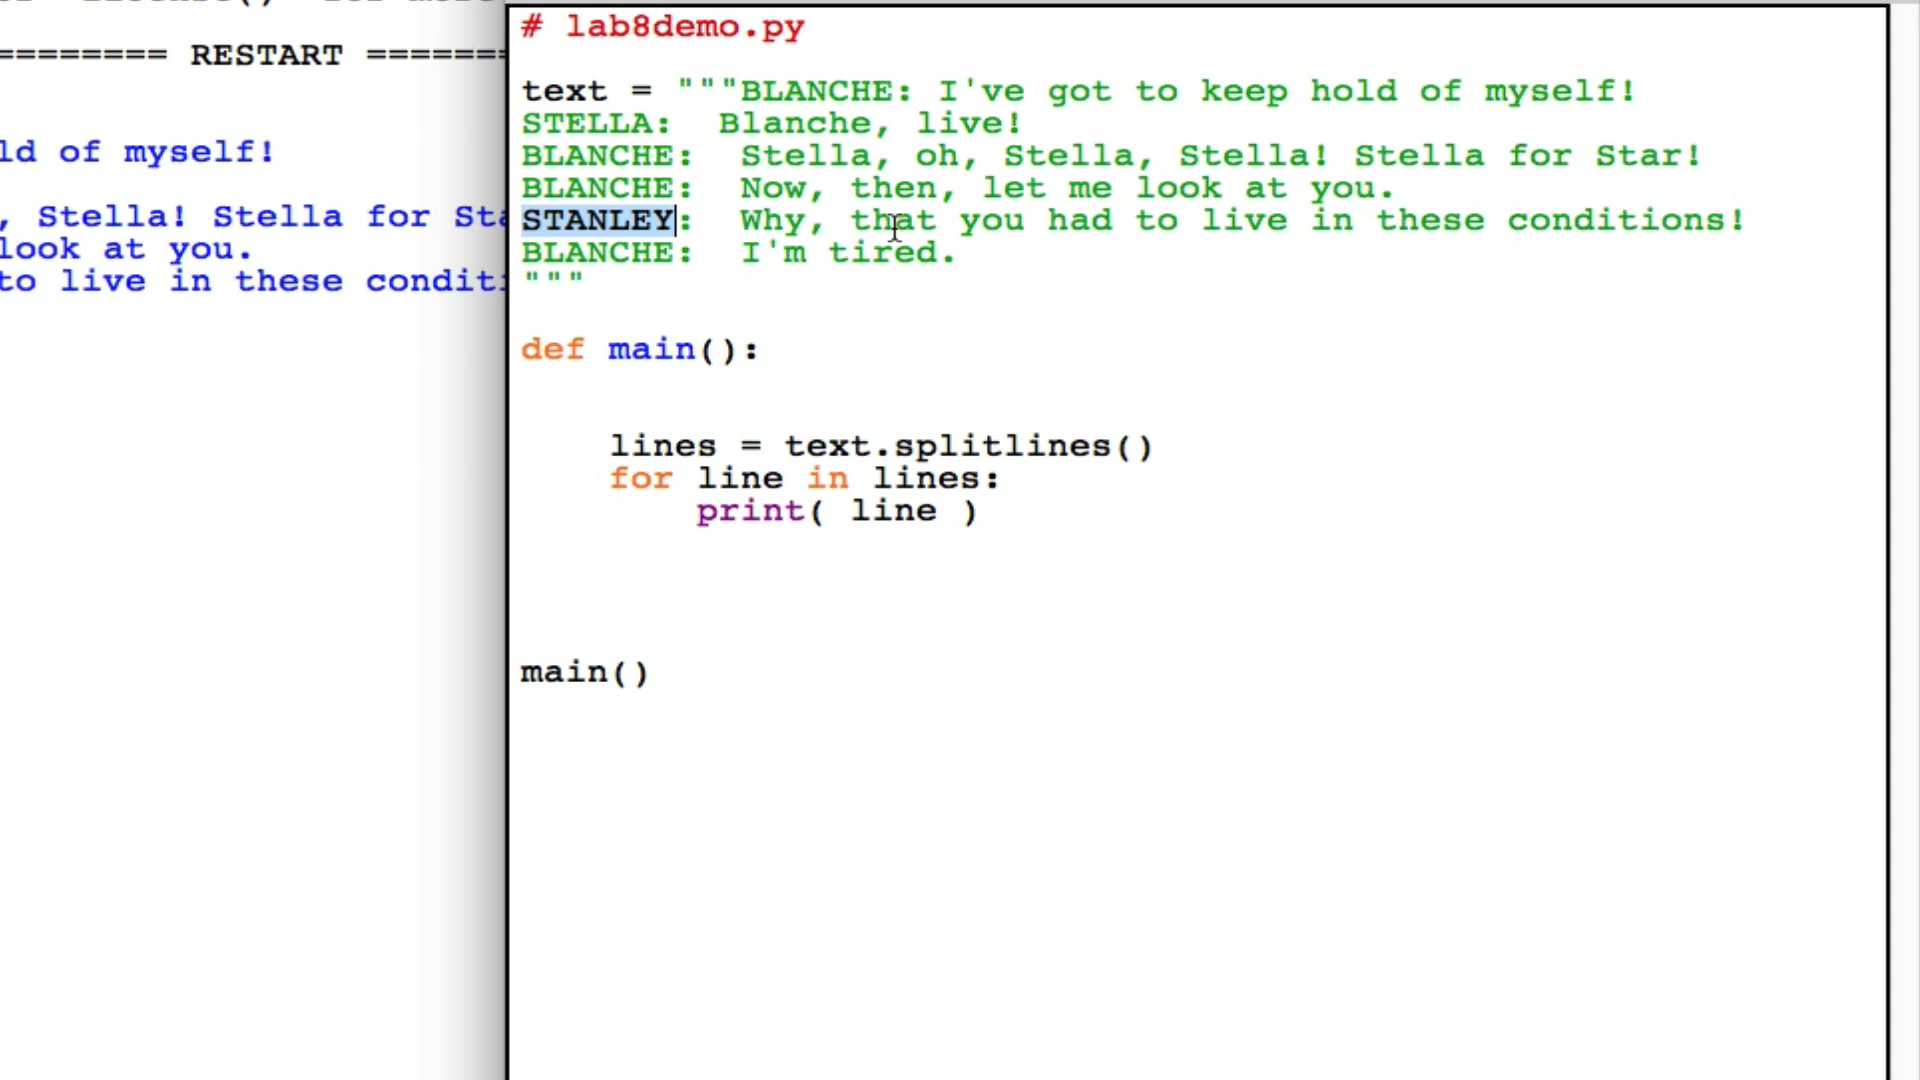 ======== RESTART =======
ld of myself!
, Stella! Stella for
look at you.
to live in these
# lab8demo.py
text = """BLANCHE: I've got to keep hold of myself!
STELLA:  Blanche, live!
BLANCHE:  Stella, oh, Stella, Stella! Stella for Star!
BLANCHE:  Now, then, let me look at you.
STANLEY:  Why, that you had to live in these conditions!
BLANCHE:  I'm tired.
"""
def main():
    lines = text.splitlines()
    for line in lines:
        print( line )
main()